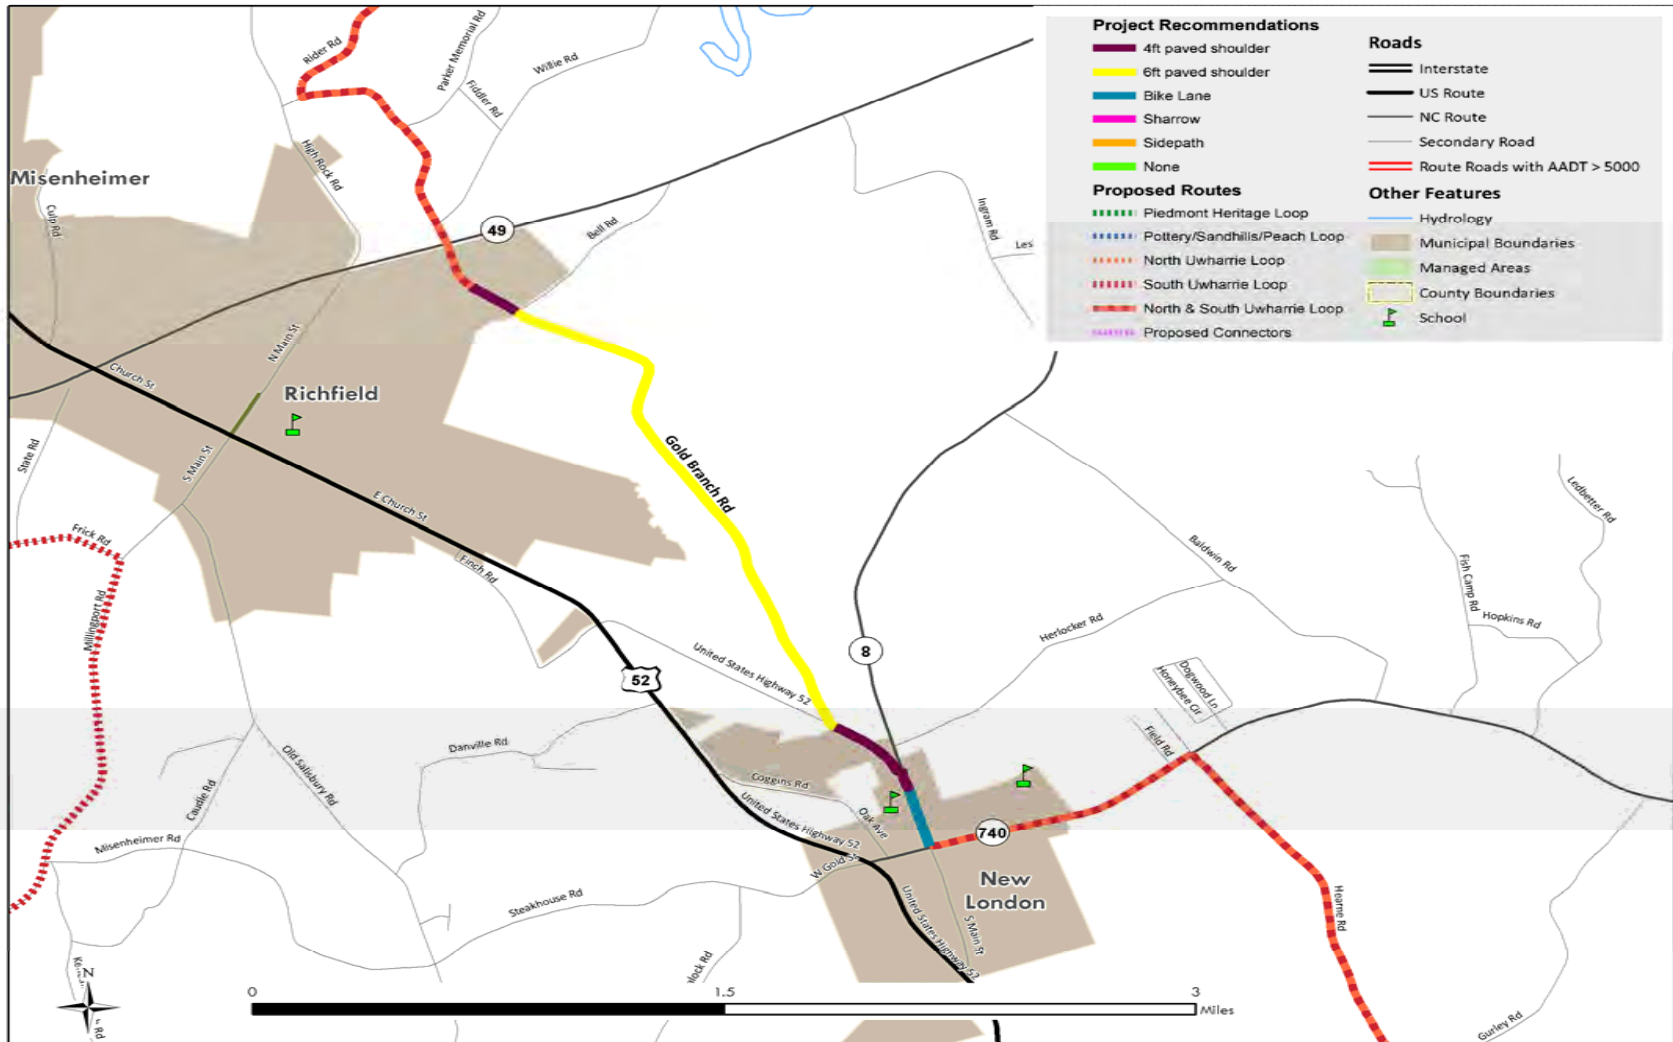 Project Recommendations
4ft paved shoulder
6ft paved shoulder
Bike Lane
Sharrow
Sidepath
None
Proposed Routes
Piedmont Heritage Loop
Pottery/Sandhills/Peach Loop
North Uwharrie Loop
South Uwharrie Loop
North & South Uwharrie Loop
Proposed Connectors
Roads
Interstate
US Route
NC Route
Secondary Road
Route Roads with AADT > 5000
Other Features
Hydrology
Municipal Boundaries
Managed Areas
County Boundaries
School
Rider Rd
Parker Memorial Rd
Willie Rd
Fiddler Rd
High Rock Rd
Misenheimer
Culp Rd
49
Bell Rd
Ingram Rd
Les
N Main St
Church St
Richfield
State Rd
S Main St
Gold Branch Rd
E Church St
Frick Rd
Finch Rd
Millingport Rd
Ledbetter Rd
Baldwin Rd
Fish Camp Rd
Hopkins Rd
Herlocker Rd
8
United States Highway 52
52
Dogwood Ln
Honeybee Cir
Field Rd
Danville Rd
Old Salisbury Rd
Caudle Rd
Coggins Rd
United States Highway 52
Oak Ave
740
Misenheimer Rd
W Gold St
New
London
Steakhouse Rd
United States Highway 52
S Main St
Hearne Rd
lock Rd
N
Rd
0
1.5
3
Miles
Gurley Rd